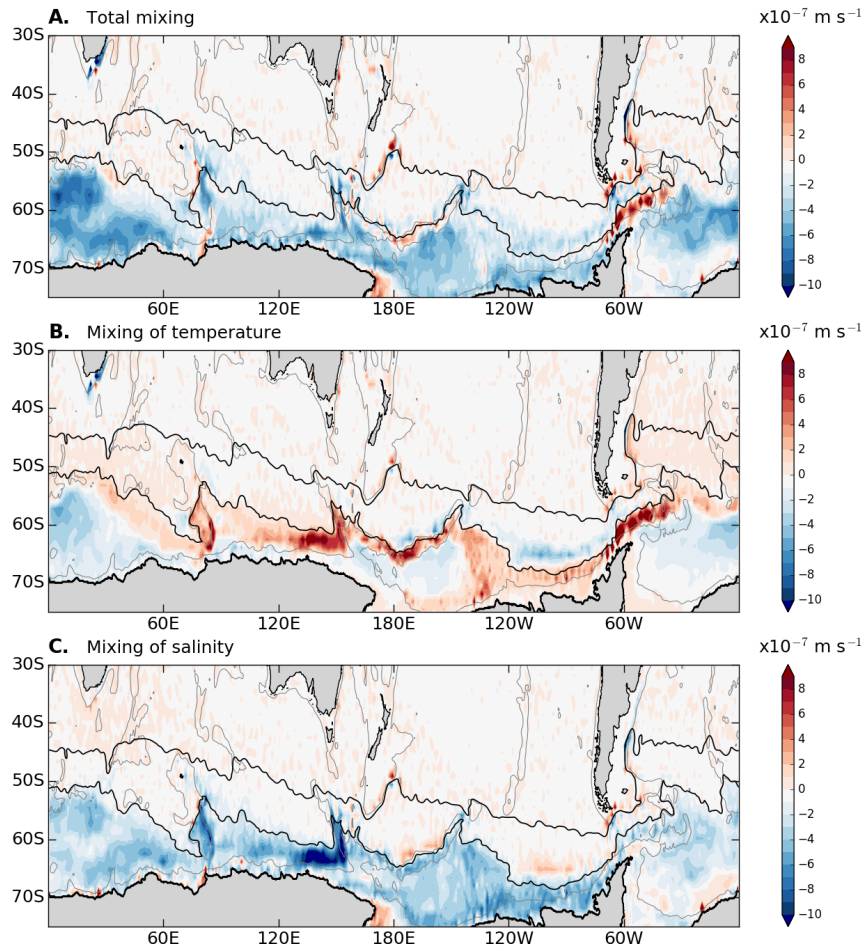 A. Total mixing
x10⁻⁷ m s⁻¹
30S
40S
50S
60S
70S
60E 120E 180E 120W 60W
8
6
4
2
0
−2
−4
−6
−8
−10
B. Mixing of temperature
x10⁻⁷ m s⁻¹
30S
40S
50S
60S
70S
60E 120E 180E 120W 60W
8
6
4
2
0
−2
−4
−6
−8
−10
C. Mixing of salinity
x10⁻⁷ m s⁻¹
30S
40S
50S
60S
70S
60E 120E 180E 120W 60W
8
6
4
2
0
−2
−4
−6
−8
−10